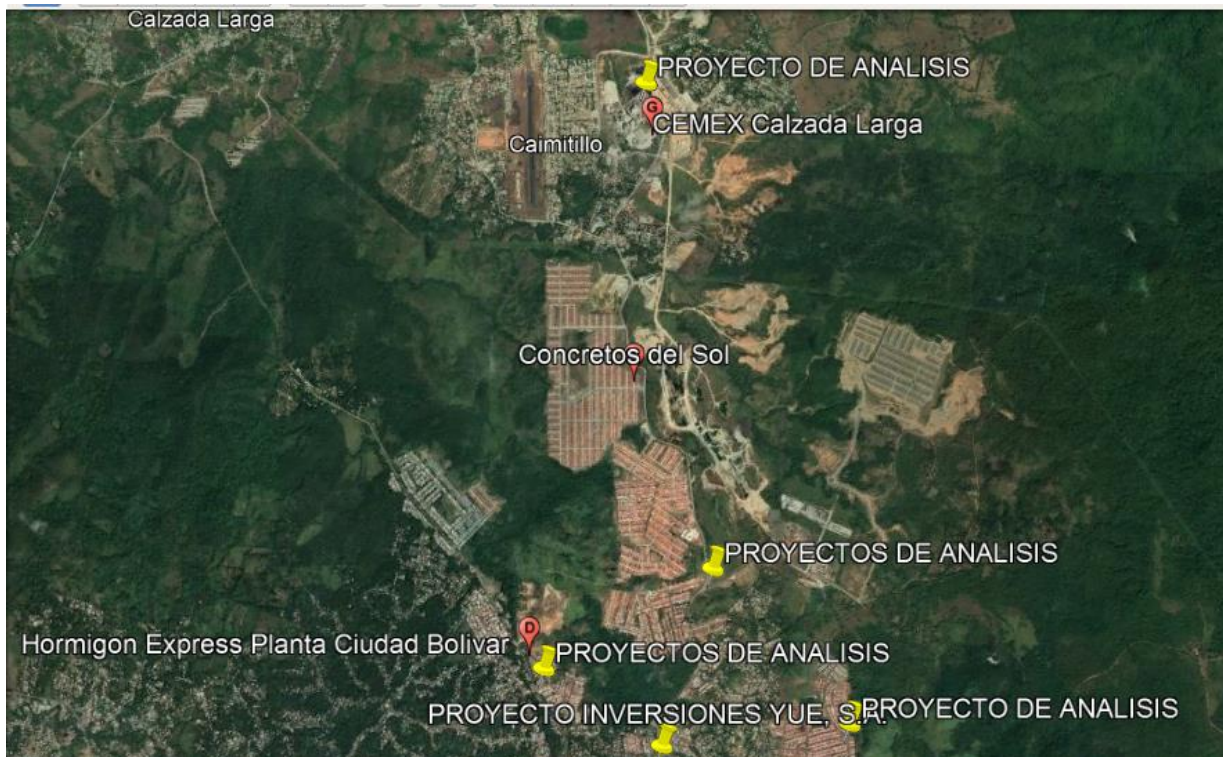 Calzada Larga
PROYECTO DE ANALISIS
G
CEMEX Calzada Larga
Caimitillo
Concretos del Sol
PROYECTOS DE ANALISIS
D
Hormigon Express Planta Ciudad Bolivar
PROYECTOS DE ANALISIS
PROYECTO INVERSIONES YUE, S.A.
PROYECTO DE ANALISIS